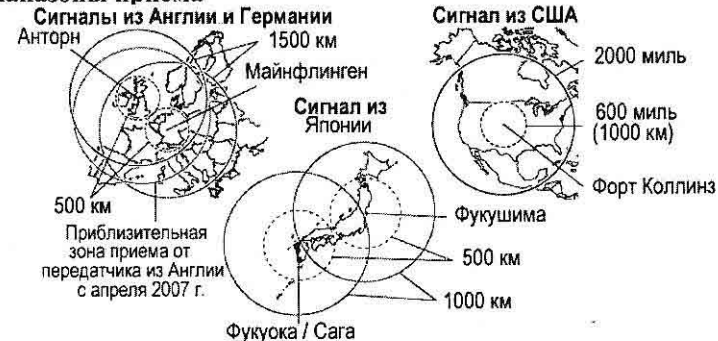 Сигналы из Англии и Германии
Анторн
1500 км
Майнфлинген
500 км
Приблизительная
зона приема от
передатчика из Англии
с апреля 2007 г.
Сигнал из
Японии
Фукушима
500 км
1000 км
Фукуока / Сага
Сигнал из США
2000 миль
600 миль
(1000 км)
Форт Коллинз